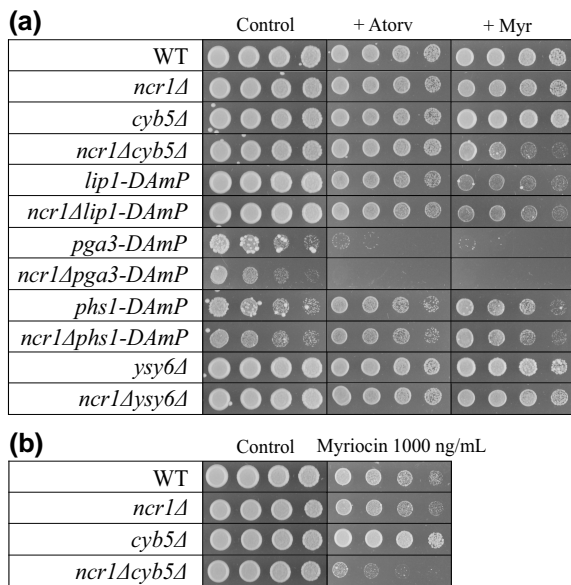 (a)
Control + Atorv + Myr
WT
ncr1Δ
cyb5Δ
ncr1Δcyb5Δ
lip1-DAmP
ncr1Δlip1-DAmP
pga3-DAmP
ncr1Δpga3-DAmP
phs1-DAmP
ncr1Δphs1-DAmP
ysy6Δ
ncr1Δysy6Δ
(b)
Control Myriocin 1000 ng/mL
WT
ncr1Δ
cyb5Δ
ncr1Δcyb5Δ